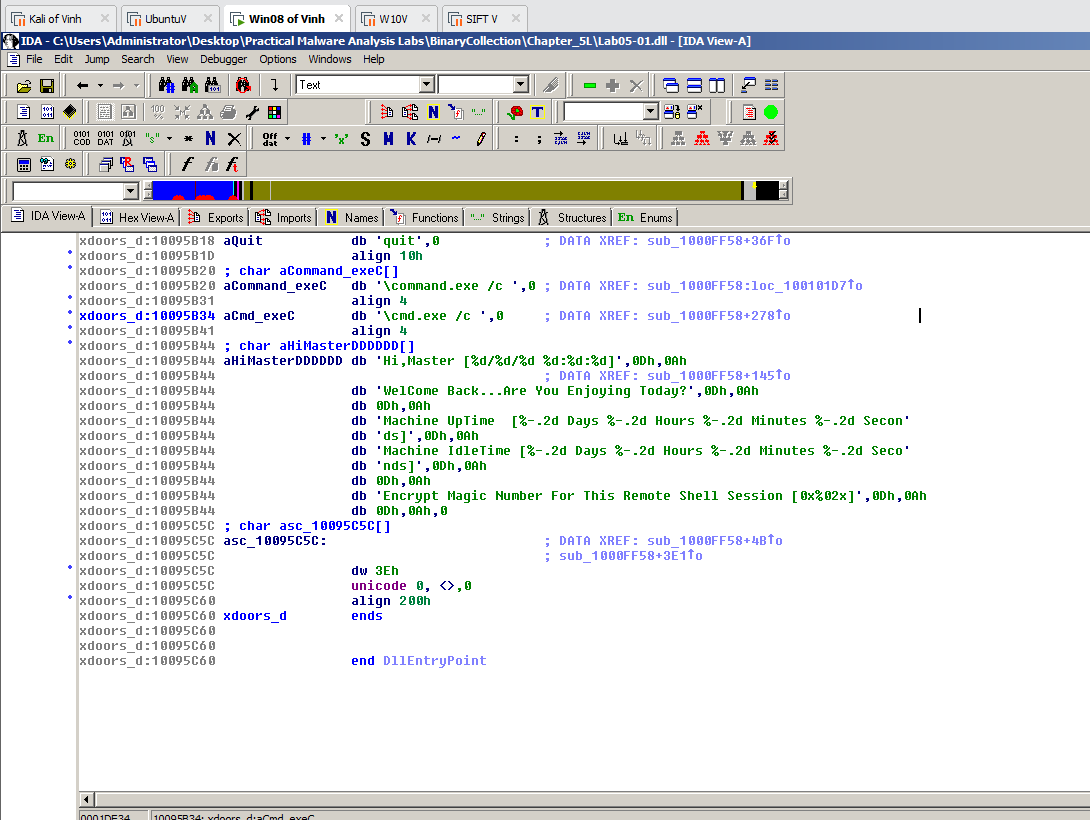 Kali of Vinh UbuntuV Win08 of Vinh W10V SIFT V
IDA - C:\Users\Administrator\Desktop\Practical Malware Analysis Labs\BinaryCollection\Chapter_5L\Lab05-01.dll - [IDA View-A]
File Edit Jump Search View Debugger Options Windows Help
Text
En
Off dat
IDA View-A Hex View-A Exports Imports Names Functions Strings Structures En Enums
xdoors_d:10095B18 aQuit db 'quit',0 ; DATA XREF: sub_1000FF58+36F↑o
xdoors_d:10095B1D align 10h
xdoors_d:10095B20 ; char aCommand_exeC[]
xdoors_d:10095B20 aCommand_exeC db '\command.exe /c ',0 ; DATA XREF: sub_1000FF58:loc_100101D7↑o
xdoors_d:10095B31 align 4
xdoors_d:10095B34 aCmd_exeC db '\cmd.exe /c ',0 ; DATA XREF: sub_1000FF58+278↑o
xdoors_d:10095B41 align 4
xdoors_d:10095B44 ; char aHiMasterDDDDDD[]
xdoors_d:10095B44 aHiMasterDDDDDD db 'Hi,Master [%d/%d/%d %d:%d:%d]',0Dh,0Ah
xdoors_d:10095B44 ; DATA XREF: sub_1000FF58+145↑o
xdoors_d:10095B44 db 'WelCome Back...Are You Enjoying Today?',0Dh,0Ah
xdoors_d:10095B44 db 0Dh,0Ah
xdoors_d:10095B44 db 'Machine UpTime  [%-.2d Days %-.2d Hours %-.2d Minutes %-.2d Secon'
xdoors_d:10095B44 db 'ds]',0Dh,0Ah
xdoors_d:10095B44 db 'Machine IdleTime [%-.2d Days %-.2d Hours %-.2d Minutes %-.2d Seco'
xdoors_d:10095B44 db 'nds]',0Dh,0Ah
xdoors_d:10095B44 db 0Dh,0Ah
xdoors_d:10095B44 db 'Encrypt Magic Number For This Remote Shell Session [0x%02x]',0Dh,0Ah
xdoors_d:10095B44 db 0Dh,0Ah,0
xdoors_d:10095C5C ; char asc_10095C5C[]
xdoors_d:10095C5C asc_10095C5C: ; DATA XREF: sub_1000FF58+4B↑o
xdoors_d:10095C5C ; sub_1000FF58+3E1↑o
xdoors_d:10095C5C dw 3Eh
xdoors_d:10095C5C unicode 0, <>,0
xdoors_d:10095C60 align 200h
xdoors_d:10095C60 xdoors_d ends
xdoors_d:10095C60
xdoors_d:10095C60
xdoors_d:10095C60 end DllEntryPoint
10095B34: xdoors_d:aCmd_exeC